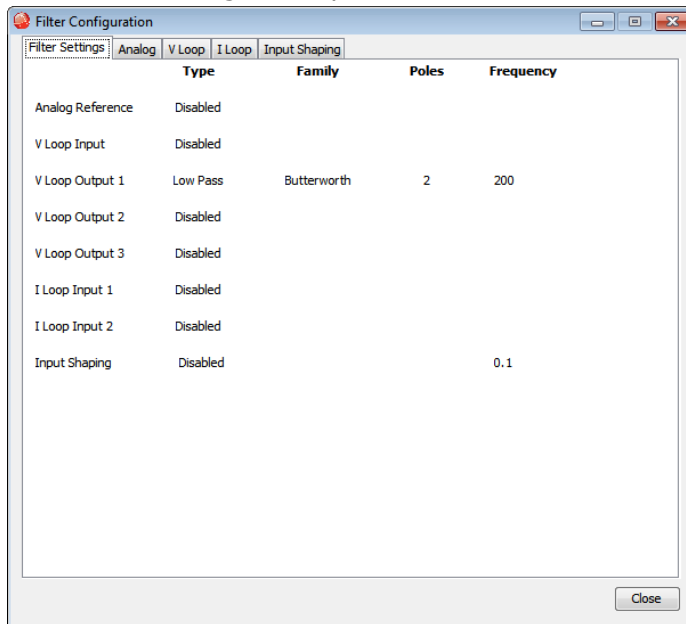 Filter Configuration
Filter Settings Analog V Loop I Loop Input Shaping
Type Family Poles Frequency
Analog Reference Disabled
V Loop Input Disabled
V Loop Output 1 Low Pass Butterworth 2 200
V Loop Output 2 Disabled
V Loop Output 3 Disabled
I Loop Input 1 Disabled
I Loop Input 2 Disabled
Input Shaping Disabled 0.1
Close